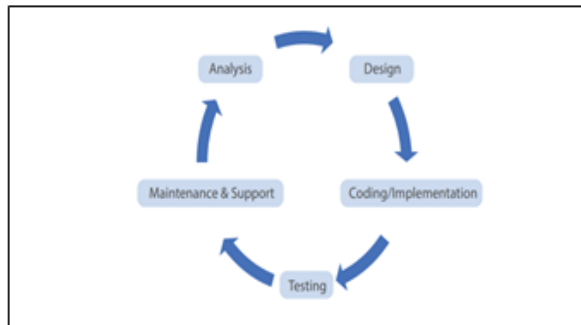 Analysis
Design
Maintenance & Support
Coding/Implementation
Testing